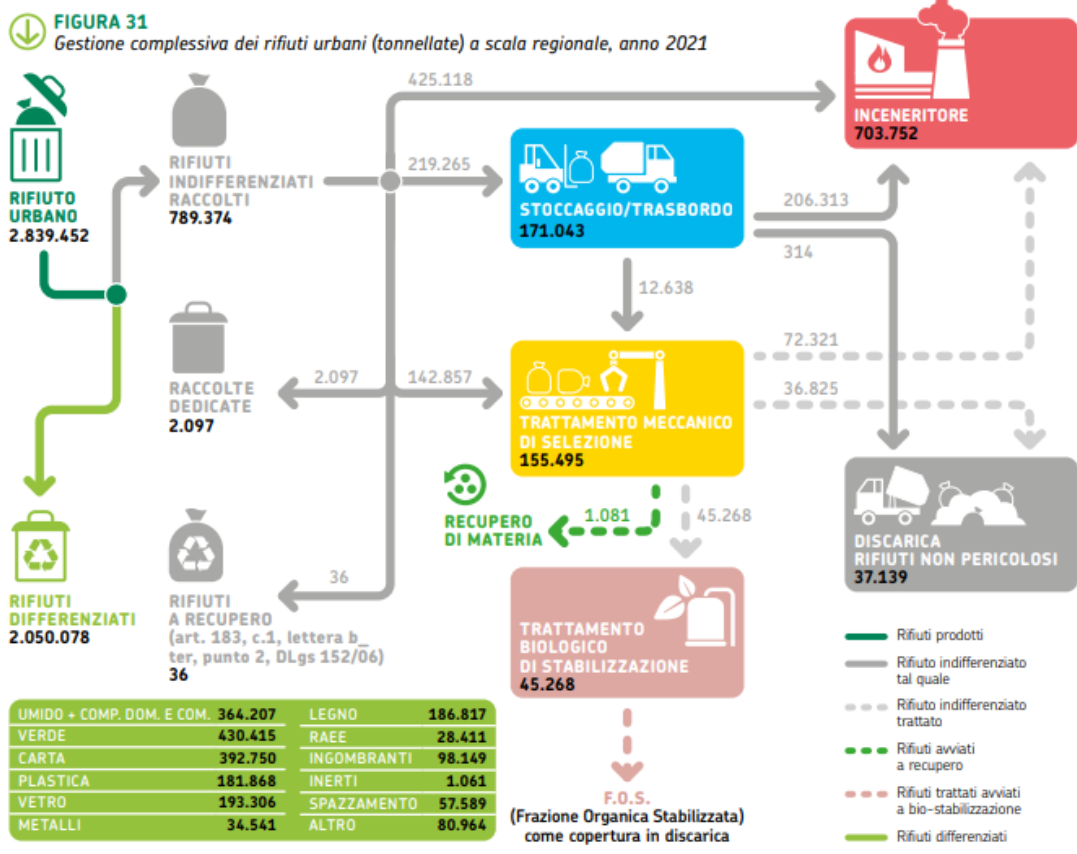 FIGURA 31
Gestione complessiva dei rifiuti urbani (tonnellate) a scala regionale, anno 2021
RIFIUTO
URBANO
2.839.452
RIFIUTI
INDIFFERENZIATI
RACCOLTI
789.374
425.118
219.265
INCENERITORE
703.752
STOCCAGGIO/TRASBORDO
171.043
206.313
314
12.638
RACCOLTE
DEDICATE
2.097
2.097
142.857
TRATTAMENTO MECCANICO
DI SELEZIONE
155.495
72.321
36.825
RECUPERO
DI MATERIA
1.081
45.268
DISCARICA
RIFIUTI NON PERICOLOSI
37.139
RIFIUTI
DIFFERENZIATI
2.050.078
36
RIFIUTI
A RECUPERO
(art. 183, c.1, lettera b_
ter, punto 2, DLgs 152/06)
36
TRATTAMENTO
BIOLOGICO
DI STABILIZZAZIONE
45.268
F.O.S.
(Frazione Organica Stabilizzata)
come copertura in discarica
Rifiuti prodotti
Rifiuto indifferenziato
tal quale
Rifiuto indifferenziato
trattato
Rifiuti avviati
a recupero
Rifiuti trattati avviati
a bio-stabilizzazione
Rifiuti differenziati
UMIDO + COMP. DOM. E COM. 364.207 LEGNO 186.817
VERDE 430.415 RAEE 28.411
CARTA 392.750 INGOMBRANTI 98.149
PLASTICA 181.868 INERTI 1.061
VETRO 193.306 SPAZZAMENTO 57.589
METALLI 34.541 ALTRO 80.964